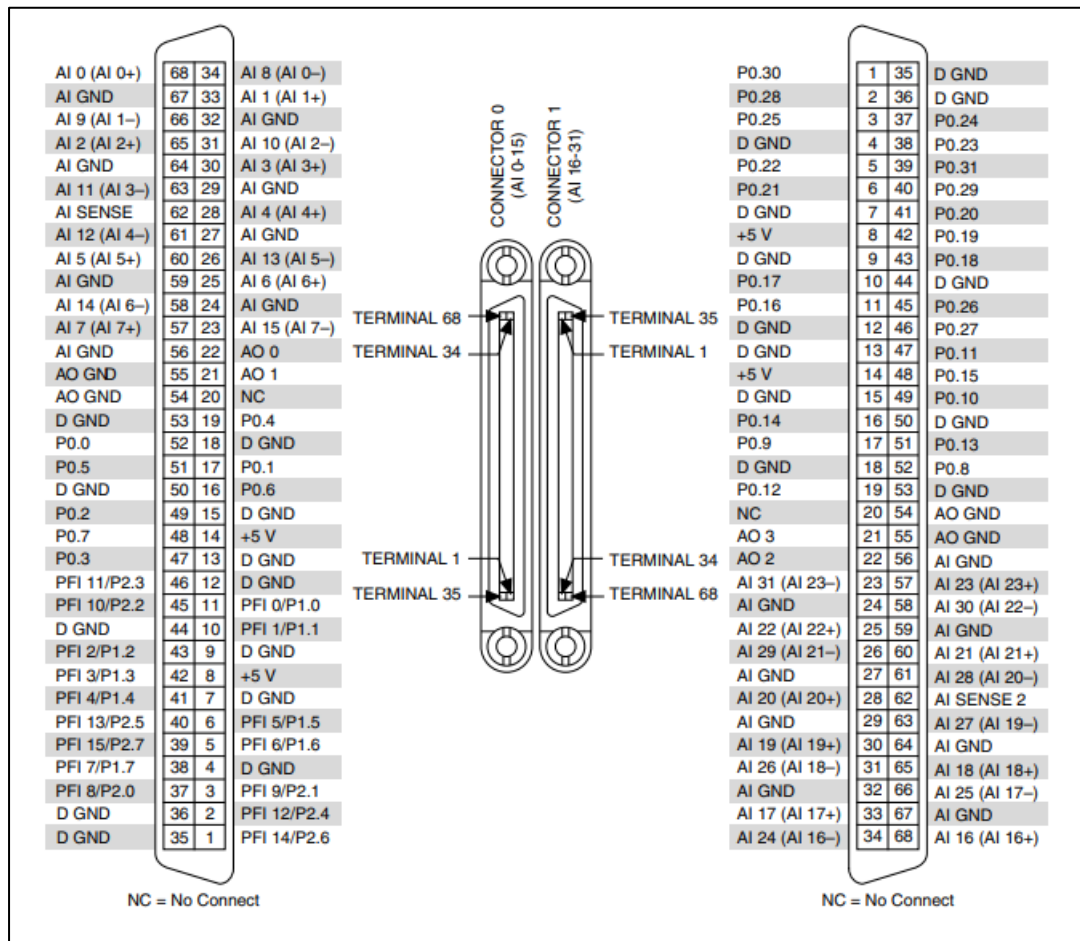 AI 0 (AI 0+) 68 34 AI 8 (AI 0–)
AI GND 67 33 AI 1 (AI 1+)
AI 9 (AI 1–) 66 32 AI GND
AI 2 (AI 2+) 65 31 AI 10 (AI 2–)
AI GND 64 30 AI 3 (AI 3+)
AI 11 (AI 3–) 63 29 AI GND
AI SENSE 62 28 AI 4 (AI 4+)
AI 12 (AI 4–) 61 27 AI GND
AI 5 (AI 5+) 60 26 AI 13 (AI 5–)
AI GND 59 25 AI 6 (AI 6+)
AI 14 (AI 6–) 58 24 AI GND
AI 7 (AI 7+) 57 23 AI 15 (AI 7–)
AI GND 56 22 AO 0
AO GND 55 21 AO 1
AO GND 54 20 NC
D GND 53 19 P0.4
P0.0 52 18 D GND
P0.5 51 17 P0.1
D GND 50 16 P0.6
P0.2 49 15 D GND
P0.7 48 14 +5 V
P0.3 47 13 D GND
PFI 11/P2.3 46 12 D GND
PFI 10/P2.2 45 11 PFI 0/P1.0
D GND 44 10 PFI 1/P1.1
PFI 2/P1.2 43 9 D GND
PFI 3/P1.3 42 8 +5 V
PFI 4/P1.4 41 7 D GND
PFI 13/P2.5 40 6 PFI 5/P1.5
PFI 15/P2.7 39 5 PFI 6/P1.6
PFI 7/P1.7 38 4 D GND
PFI 8/P2.0 37 3 PFI 9/P2.1
D GND 36 2 PFI 12/P2.4
D GND 35 1 PFI 14/P2.6
NC = No Connect
CONNECTOR 0
(AI 0-15)
CONNECTOR 1
(AI 16-31)
TERMINAL 68
TERMINAL 34
TERMINAL 35
TERMINAL 1
TERMINAL 1
TERMINAL 35
TERMINAL 34
TERMINAL 68
P0.30 1 35 D GND
P0.28 2 36 D GND
P0.25 3 37 P0.24
D GND 4 38 P0.23
P0.22 5 39 P0.31
P0.21 6 40 P0.29
D GND 7 41 P0.20
+5 V 8 42 P0.19
D GND 9 43 P0.18
P0.17 10 44 D GND
P0.16 11 45 P0.26
D GND 12 46 P0.27
D GND 13 47 P0.11
+5 V 14 48 P0.15
D GND 15 49 P0.10
P0.14 16 50 D GND
P0.9 17 51 P0.13
D GND 18 52 P0.8
P0.12 19 53 D GND
NC 20 54 AO GND
AO 3 21 55 AO GND
AO 2 22 56 AI GND
AI 31 (AI 23–) 23 57 AI 23 (AI 23+)
AI GND 24 58 AI 30 (AI 22–)
AI 22 (AI 22+) 25 59 AI GND
AI 29 (AI 21–) 26 60 AI 21 (AI 21+)
AI GND 27 61 AI 28 (AI 20–)
AI 20 (AI 20+) 28 62 AI SENSE 2
AI GND 29 63 AI 27 (AI 19–)
AI 19 (AI 19+) 30 64 AI GND
AI 26 (AI 18–) 31 65 AI 18 (AI 18+)
AI GND 32 66 AI 25 (AI 17–)
AI 17 (AI 17+) 33 67 AI GND
AI 24 (AI 16–) 34 68 AI 16 (AI 16+)
NC = No Connect